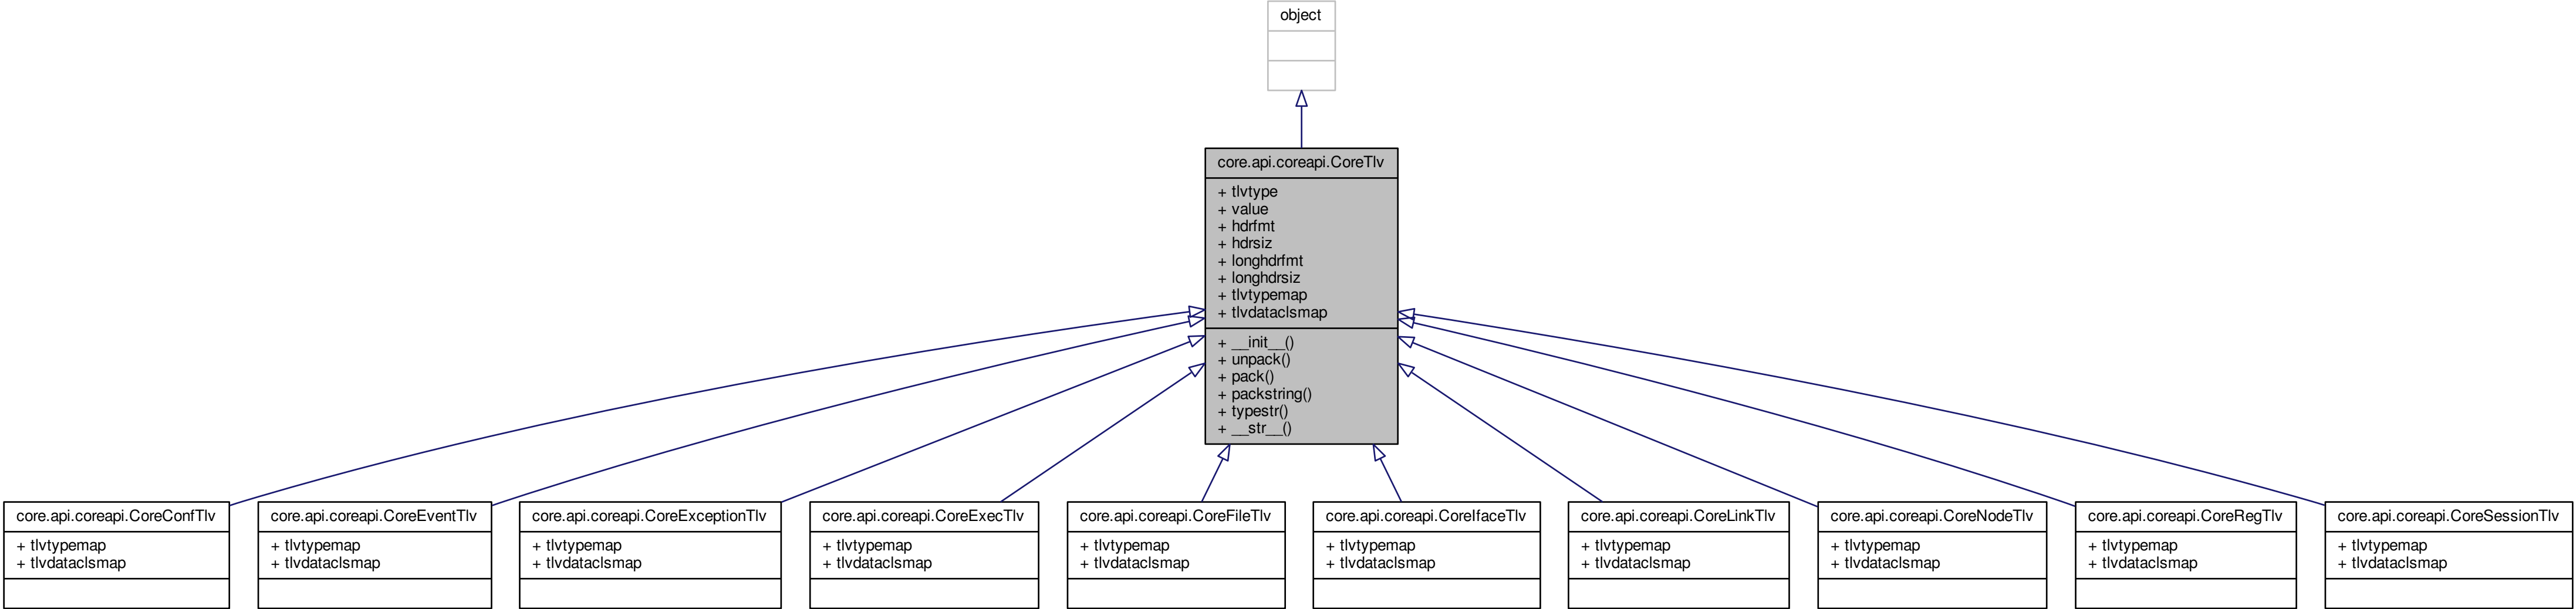 object
core.api.coreapi.CoreTlv
+ tlvtype
+ value
+ hdrfmt
+ hdrsiz
+ longhdrfmt
+ longhdrsiz
+ tlvtypemap
+ tlvdataclsmap
+ __init__()
+ unpack()
+ pack()
+ packstring()
+ typestr()
+ __str__()
core.api.coreapi.CoreConfTlv
+ tlvtypemap
+ tlvdataclsmap
core.api.coreapi.CoreEventTlv
+ tlvtypemap
+ tlvdataclsmap
core.api.coreapi.CoreExceptionTlv
+ tlvtypemap
+ tlvdataclsmap
core.api.coreapi.CoreExecTlv
+ tlvtypemap
+ tlvdataclsmap
core.api.coreapi.CoreFileTlv
+ tlvtypemap
+ tlvdataclsmap
core.api.coreapi.CoreIfaceTlv
+ tlvtypemap
+ tlvdataclsmap
core.api.coreapi.CoreLinkTlv
+ tlvtypemap
+ tlvdataclsmap
core.api.coreapi.CoreNodeTlv
+ tlvtypemap
+ tlvdataclsmap
core.api.coreapi.CoreRegTlv
+ tlvtypemap
+ tlvdataclsmap
core.api.coreapi.CoreSessionTlv
+ tlvtypemap
+ tlvdataclsmap